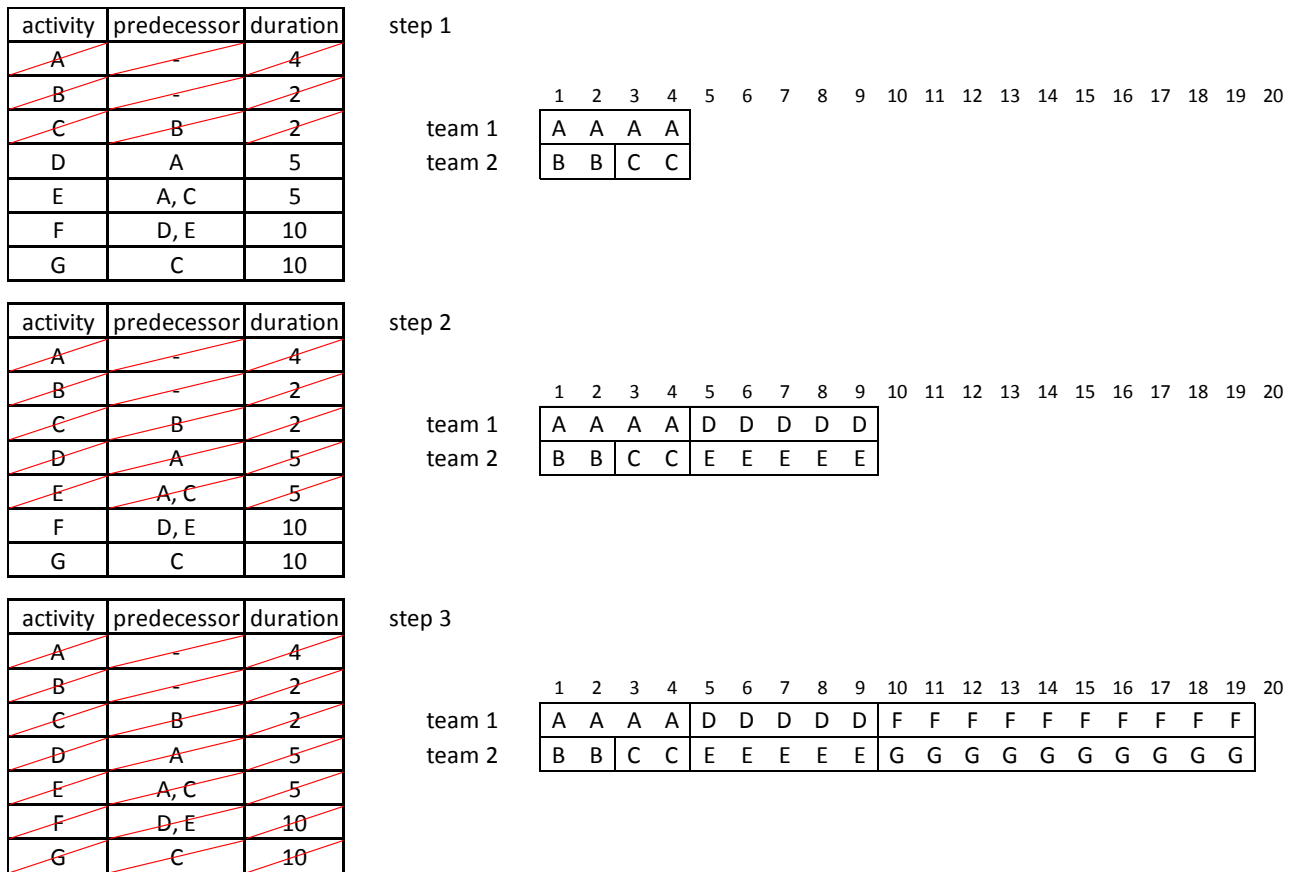 activity predecessor duration step 1
A - 4
B - 2 1 2 3 4 5 6 7 8 9 10 11 12 13 14 15 16 17 18 19 20
C B 2 team 1 A A A A
D A 5 team 2 B B C C
E A, C 5
F D, E 10
G C 10
activity predecessor duration step 2
A - 4
B - 2 1 2 3 4 5 6 7 8 9 10 11 12 13 14 15 16 17 18 19 20
C B 2 team 1 A A A A D D D D D
D A 5 team 2 B B C C E E E E E
E A, C 5
F D, E 10
G C 10
activity predecessor duration step 3
A - 4
B - 2 1 2 3 4 5 6 7 8 9 10 11 12 13 14 15 16 17 18 19 20
C B 2 team 1 A A A A D D D D D F F F F F F F F F F
D A 5 team 2 B B C C E E E E E G G G G G G G G G G
E A, C 5
F D, E 10
G C 10